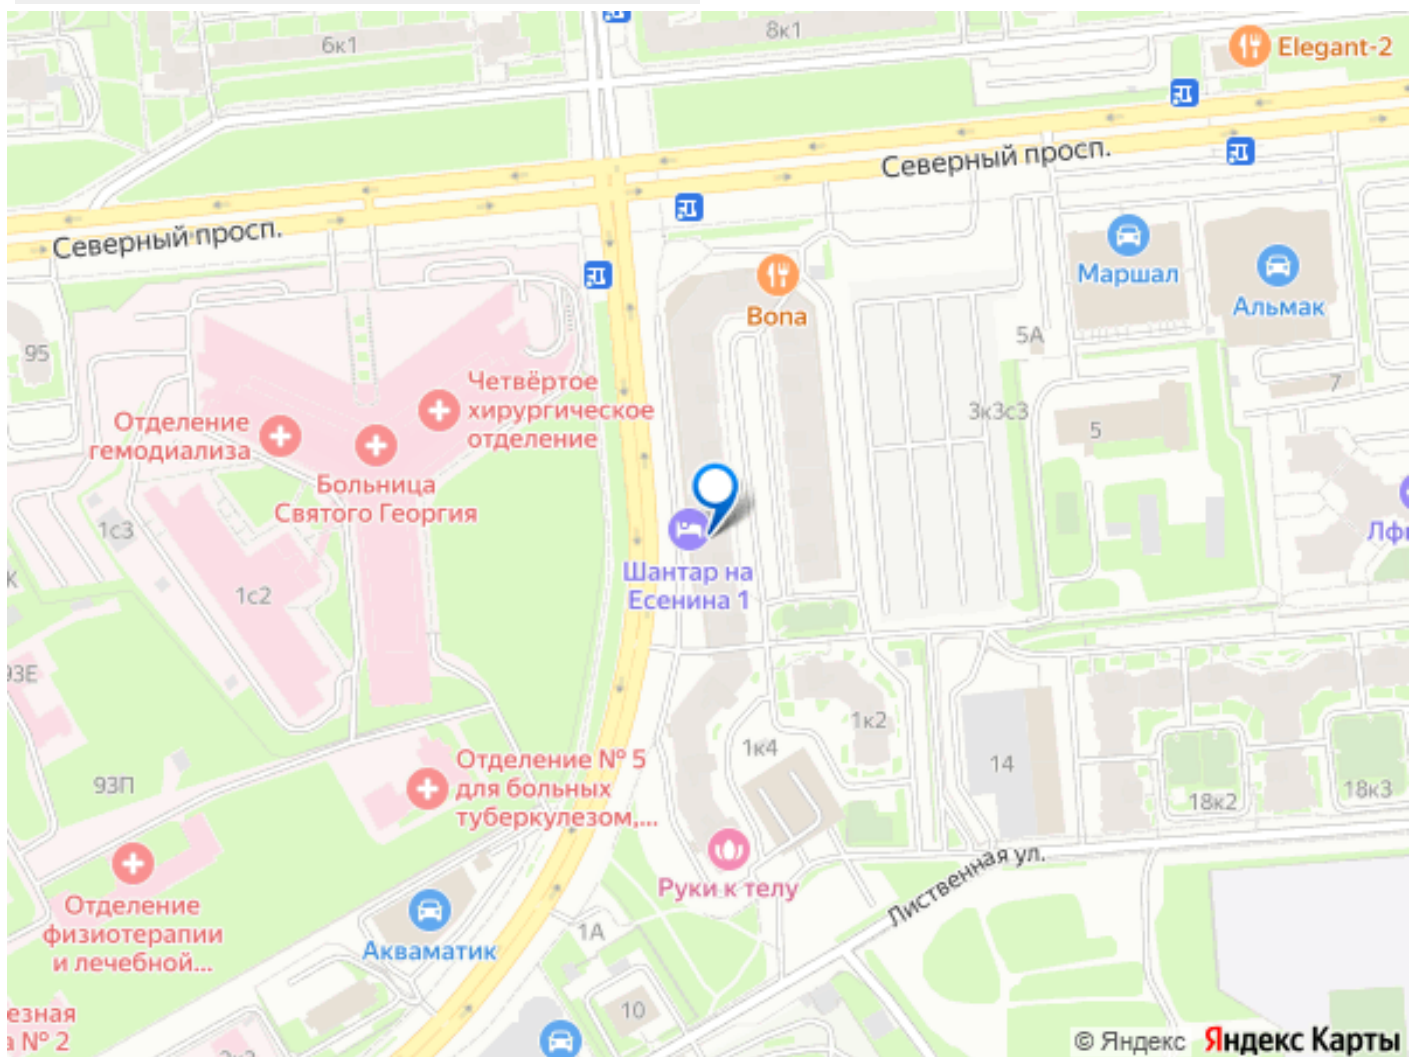 6к1
8к1
Elegant-2
Северный просп.
Северный просп.
Маршал
Альмак
Вопа
95
5А
7
Четвёртое
хирургическое
отделение
Отделение
гемодиализа
Больница
Святого Георгия
3к3с3
5
1с3
1с2
Шантар на
Есенина 1
93Е
1к2
1к4
14
18к2
18к3
93П
Отделение № 5
для больных
туберкулезом,...
Лиственная ул.
Руки к телу
Отделение
физиотерапии
и лечебной...
Акваматик
1А
10
№ 2
© Яндекс Яндекс Карты